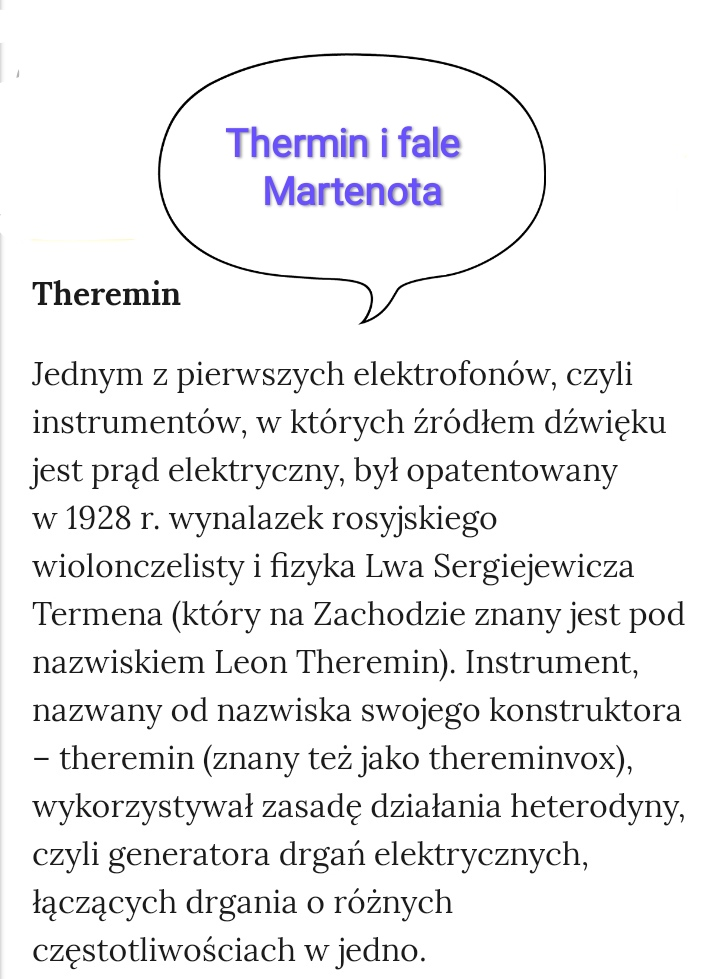 Thermin i fale
Martenota
Theremin
Jednym z pierwszych elektrofonów, czyli
instrumentów, w których źródłem dźwięku
jest prąd elektryczny, był opatentowany
w 1928 r. wynalazek rosyjskiego
wiolonczelisty i fizyka Lwa Sergiejewicza
Termena (który na Zachodzie znany jest pod
nazwiskiem Leon Theremin). Instrument,
nazwany od nazwiska swojego konstruktora
– theremin (znany też jako thereminvox),
wykorzystywał zasadę działania heterodyny,
czyli generatora drgań elektrycznych,
łączących drgania o różnych
częstotliwościach w jedno.